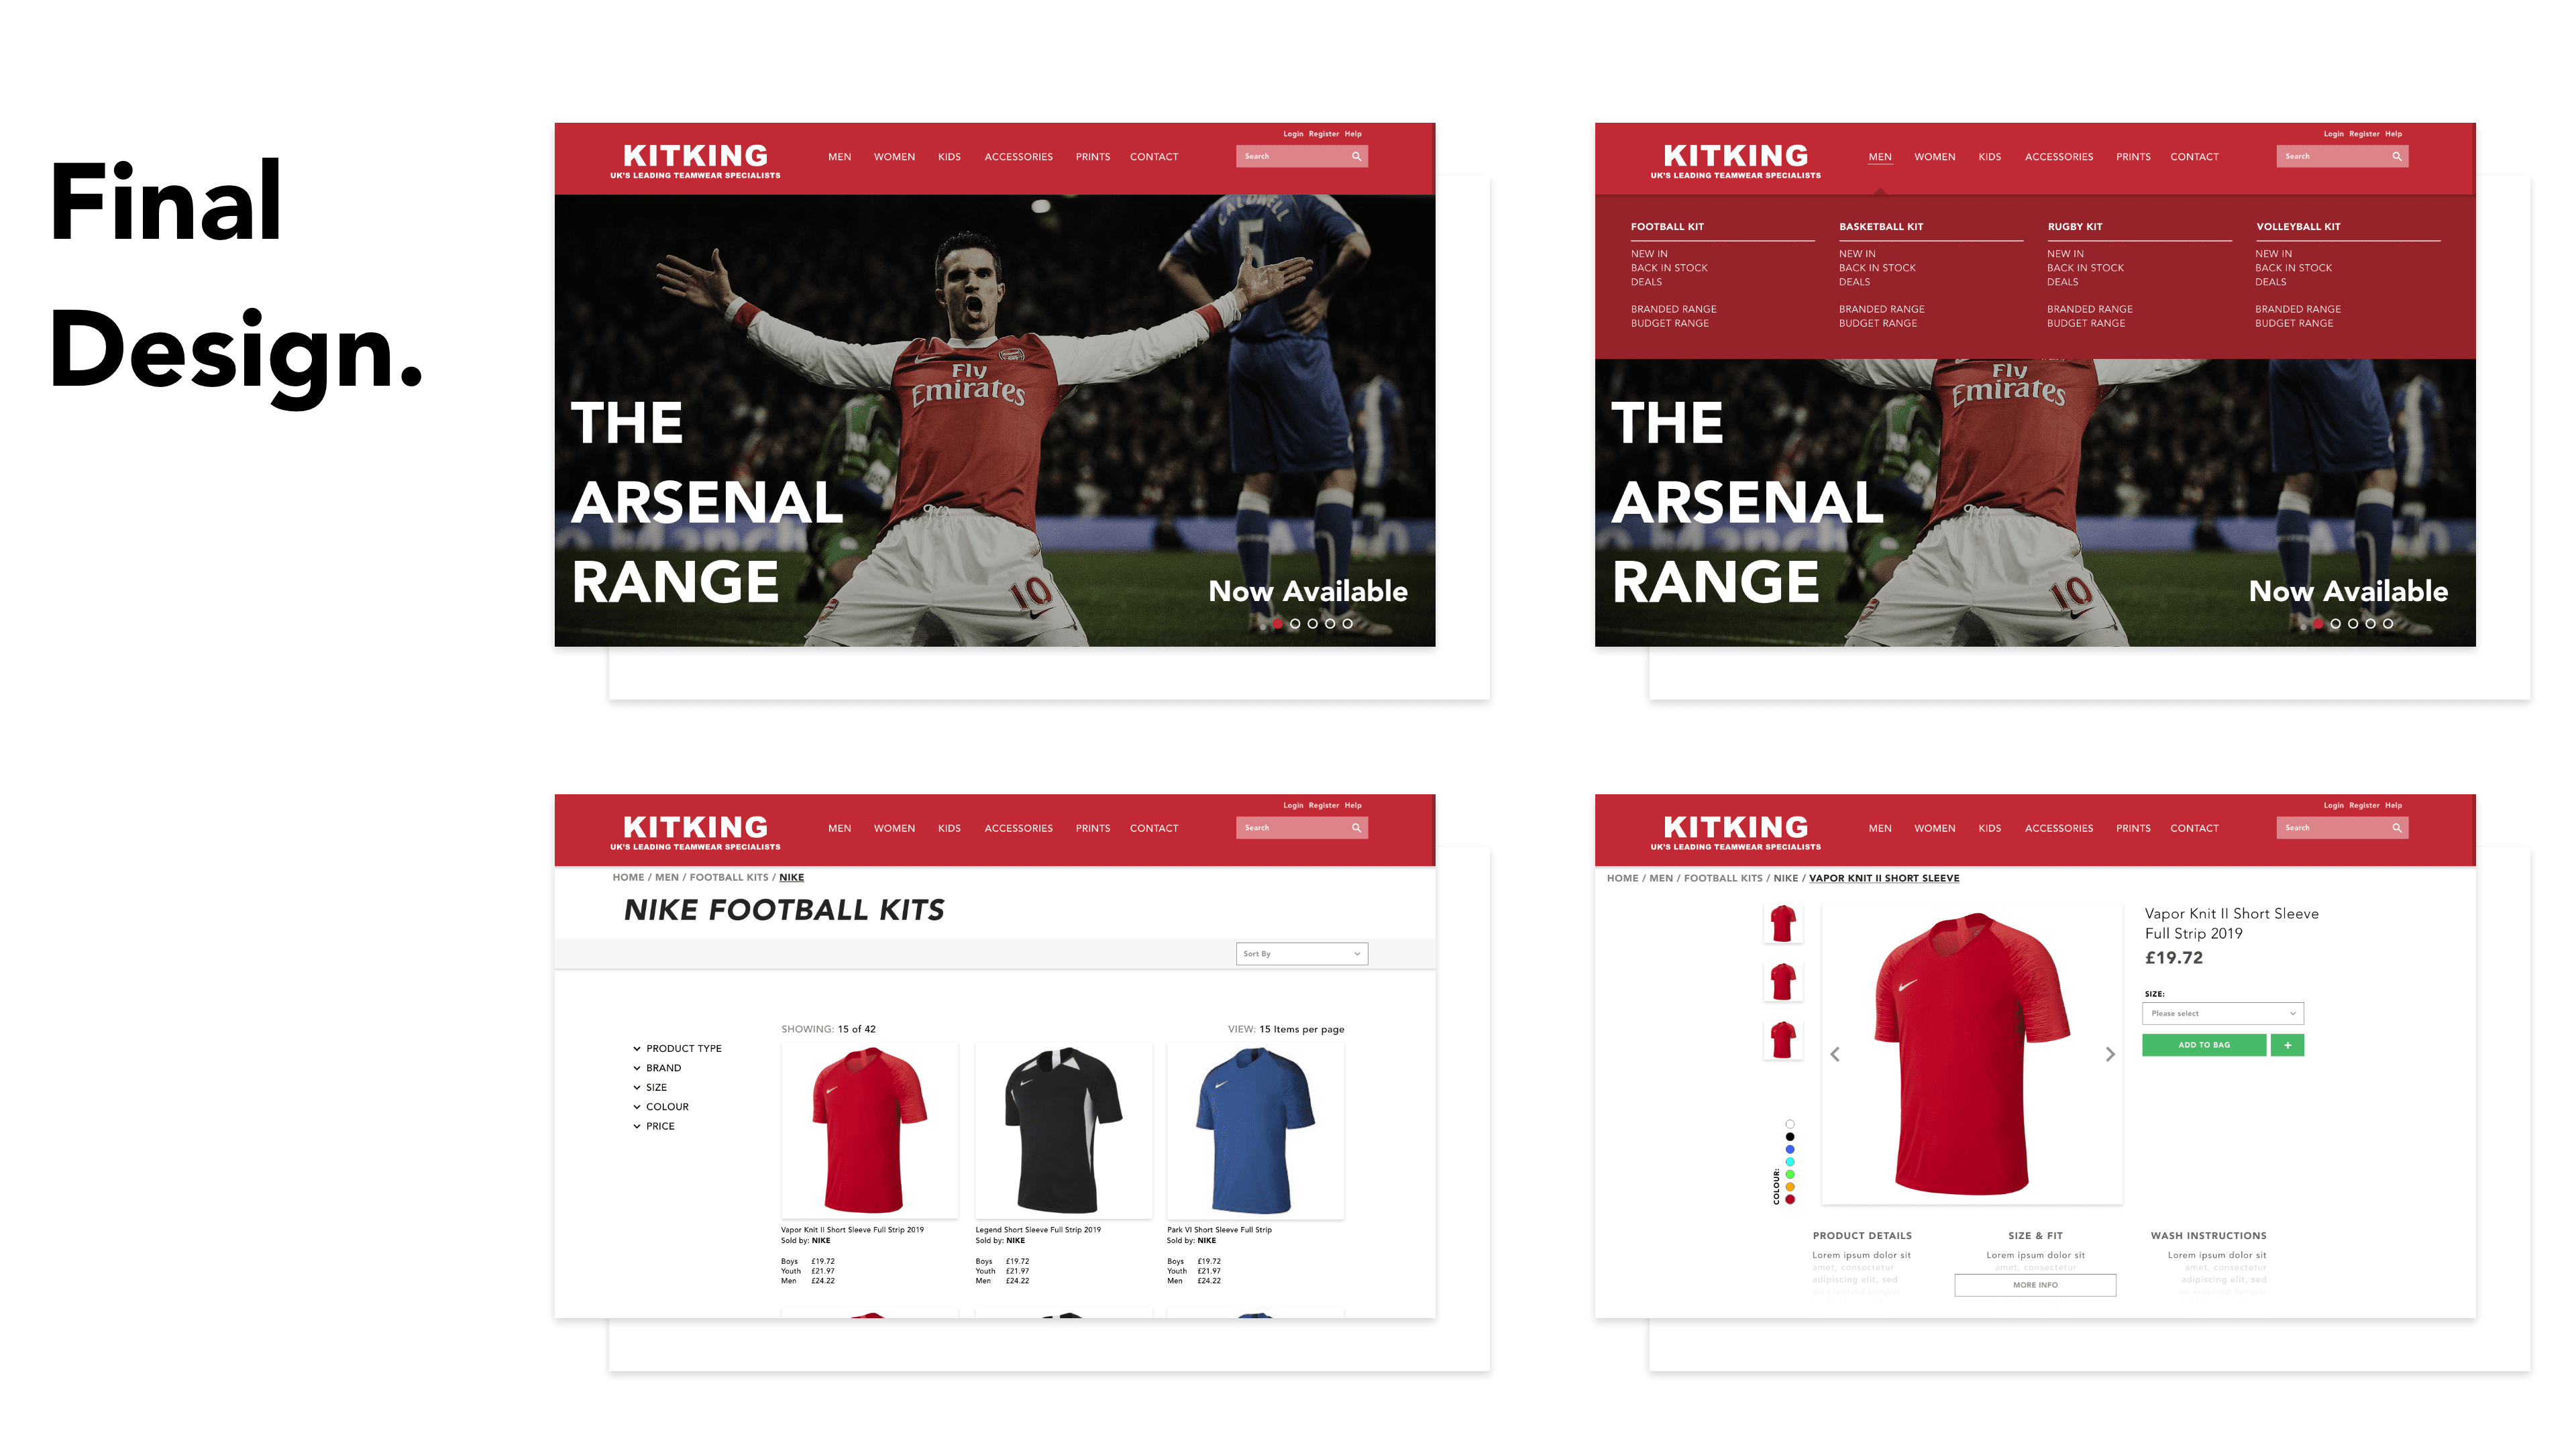 Final
Design.
Login Register Help
KITKING
UK'S LEADING TEAMWEAR SPECIALISTS
MEN WOMEN KIDS ACCESSORIES PRINTS CONTACT
Search
CALDWELL
5
Fly
Emirates
10
THE
ARSENAL
RANGE
Now Available
Login Register Help
KITKING
UK'S LEADING TEAMWEAR SPECIALISTS
MEN WOMEN KIDS ACCESSORIES PRINTS CONTACT
Search
FOOTBALL KIT BASKETBALL KIT RUGBY KIT VOLLEYBALL KIT
NEW IN NEW IN NEW IN NEW IN
BACK IN STOCK BACK IN STOCK BACK IN STOCK BACK IN STOCK
DEALS DEALS DEALS DEALS
BRANDED RANGE BRANDED RANGE BRANDED RANGE BRANDED RANGE
BUDGET RANGE BUDGET RANGE BUDGET RANGE BUDGET RANGE
Fly
Emirates
10
THE
ARSENAL
RANGE
Now Available
Login Register Help
KITKING
UK'S LEADING TEAMWEAR SPECIALISTS
MEN WOMEN KIDS ACCESSORIES PRINTS CONTACT
Search
HOME / MEN / FOOTBALL KITS / NIKE
NIKE FOOTBALL KITS
Sort By
SHOWING: 15 of 42 VIEW: 15 Items per page
PRODUCT TYPE
BRAND
SIZE
COLOUR
PRICE
Vapor Knit II Short Sleeve Full Strip 2019 Legend Short Sleeve Full Strip 2019 Park VI Short Sleeve Full Strip
Sold by: NIKE Sold by: NIKE Sold by: NIKE
Boys £19.72 Boys £19.72 Boys £19.72
Youth £21.97 Youth £21.97 Youth £21.97
Men £24.22 Men £24.22 Men £24.22
Login Register Help
KITKING
UK'S LEADING TEAMWEAR SPECIALISTS
MEN WOMEN KIDS ACCESSORIES PRINTS CONTACT
Search
HOME / MEN / FOOTBALL KITS / NIKE / VAPOR KNIT II SHORT SLEEVE
Vapor Knit II Short Sleeve
Full Strip 2019
£19.72
SIZE:
Please select
ADD TO BAG +
COLOUR:
PRODUCT DETAILS SIZE & FIT WASH INSTRUCTIONS
Lorem ipsum dolor sit Lorem ipsum dolor sit Lorem ipsum dolor sit
amet, consectetur amet, consectetur amet, consectetur
adipiscing elit, sed adipiscing elit, sed
MORE INFO